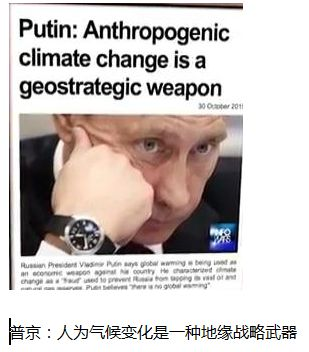 Putin: Anthropogenic
climate change is a
geostrategic weapon
30 October 201
INFO
WARS
Russian President Vladimir Putin says global warming is being used as
an economic weapon against his country. He characterized climate
change as a "fraud" used to prevent Russia from tapping its vast oil and
natural gas reserves. Putin believes "there is no global warming"
普京：人为气候变化是一种地缘战略武器